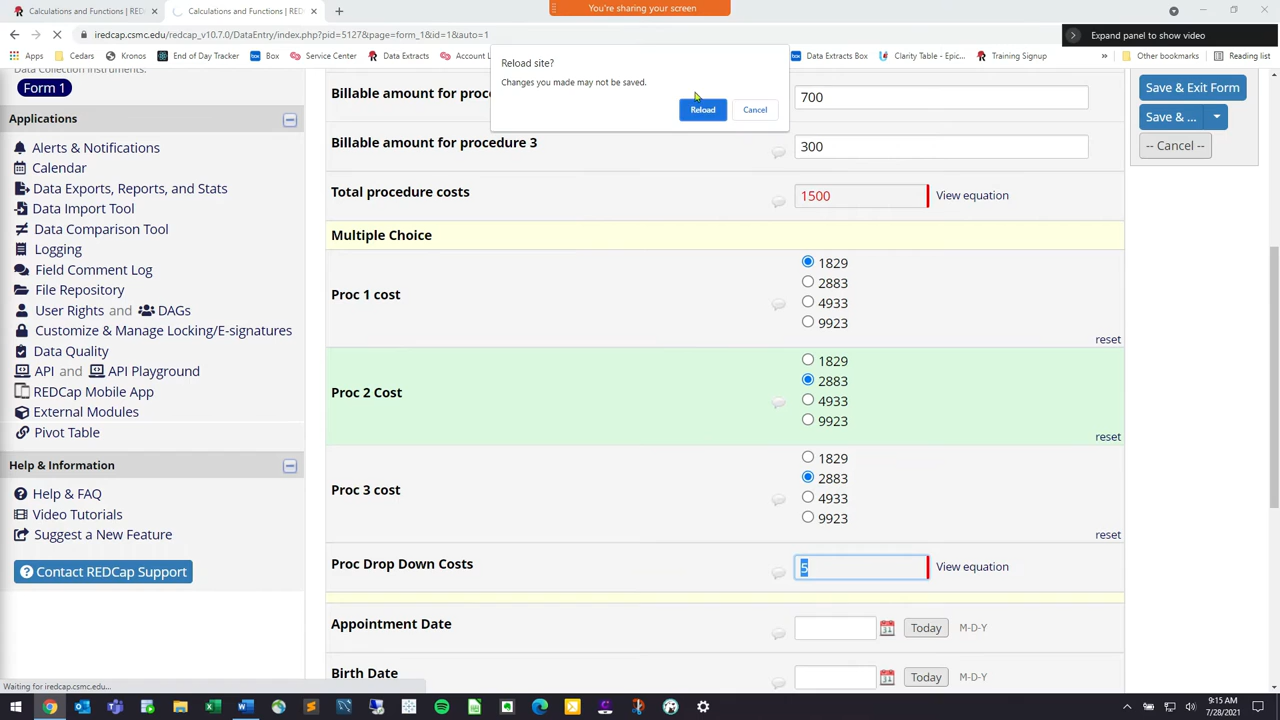 Calculations and Functions | RED
Calculations and Functions | RED
You're sharing your screen
iredcap.csmc.edu/redcap_v10.7.0/DataEntry/index.php?pid=5127&page=form_1&id=1&auto=1
Expand panel to show video
Apps
Cedars
Kronos
Epic
Box
Data Extracts Box
Clarity Table - Epic...
Training Signup
Other bookmarks
Reading list
Reload site?
Changes you made may not be saved.
Reload
Cancel
Data Collection Instruments:
Form 1
Applications
Alerts & Notifications
Calendar
Data Exports, Reports, and Stats
Data Import Tool
Data Comparison Tool
Logging
Field Comment Log
File Repository
User Rights and DAGs
Customize & Manage Locking/E-signatures
Data Quality
API and API Playground
REDCap Mobile App
External Modules
Pivot Table
Help & Information
Help & FAQ
Video Tutorials
Suggest a New Feature
Contact REDCap Support
Billable amount for proce
700
Billable amount for procedure 3
300
Total procedure costs
1500
View equation
Multiple Choice
Proc 1 cost
1829
2883
4933
9923
reset
Proc 2 Cost
1829
2883
4933
9923
reset
Proc 3 cost
1829
2883
4933
9923
reset
Proc Drop Down Costs
5
View equation
Appointment Date
31
Today
M-D-Y
Birth Date
31
Today
M-D-Y
Save & Exit Form
Save & ...
-- Cancel --
Waiting for iredcap.csmc.edu...
9:15 AM
7/28/2021